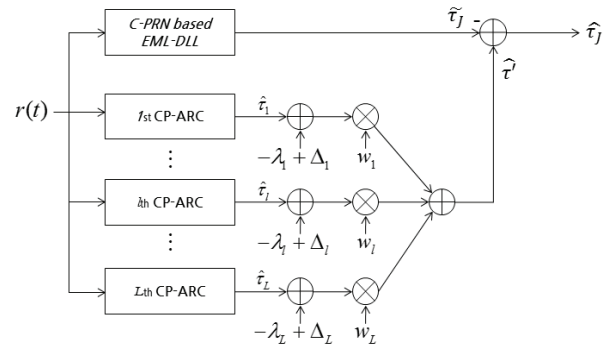 C-PRN based
EML-DLL
τ̃_J
-
τ̂_J
τ̂'
r(t)
1st CP-ARC
τ̂_1
−λ_1 + Δ_1
w_1
⋮
lth CP-ARC
τ̂_l
−λ_l + Δ_l
w_l
⋮
Lth CP-ARC
τ̂_L
−λ_L + Δ_L
w_L